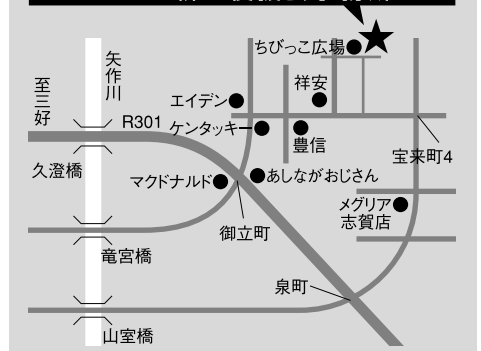 ちびっこ広場
矢作川
至三好
エイデン
祥安
R301
ケンタッキー
豊信
宝来町4
久澄橋
マクドナルド
あしながおじさん
メグリア
志賀店
御立町
竜宮橋
泉町
山室橋